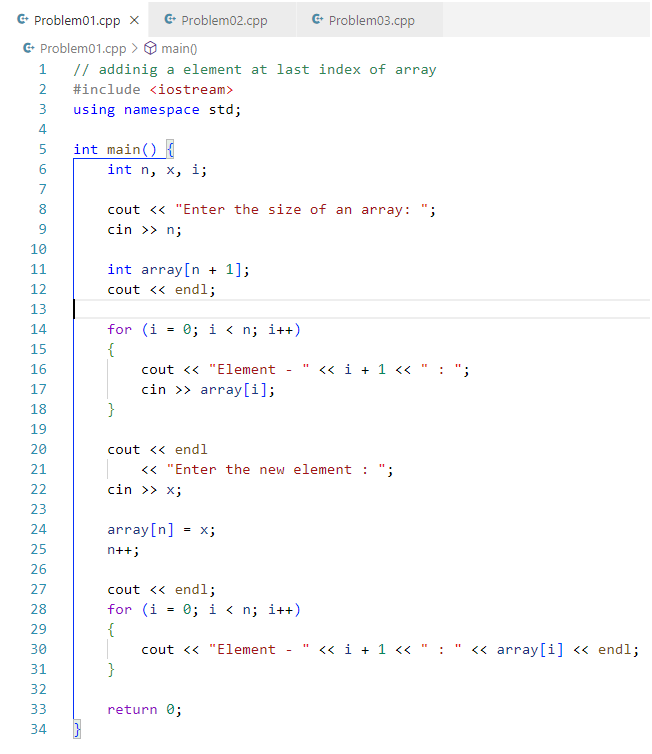 Problem01.cpp × Problem02.cpp Problem03.cpp
Problem01.cpp > main()
1 // addinig a element at last index of array
2 #include <iostream>
3 using namespace std;
4
5 int main() {
6     int n, x, i;
7
8     cout << "Enter the size of an array: ";
9     cin >> n;
10
11     int array[n + 1];
12     cout << endl;
13
14     for (i = 0; i < n; i++)
15     {
16         cout << "Element - " << i + 1 << " : ";
17         cin >> array[i];
18     }
19
20     cout << endl
21         << "Enter the new element : ";
22     cin >> x;
23
24     array[n] = x;
25     n++;
26
27     cout << endl;
28     for (i = 0; i < n; i++)
29     {
30         cout << "Element - " << i + 1 << " : " << array[i] << endl;
31     }
32
33     return 0;
34 }